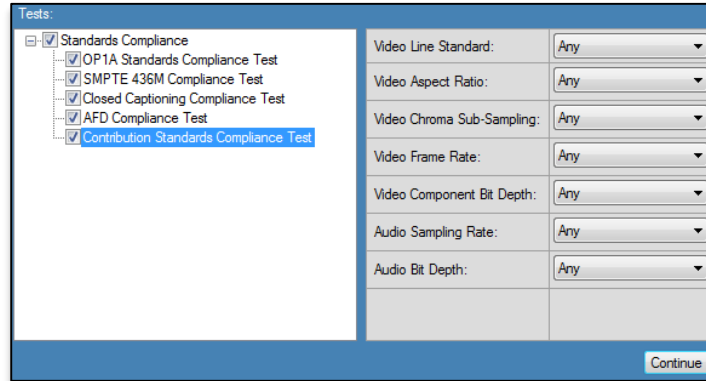 Tests:
Standards Compliance
OP1A Standards Compliance Test
SMPTE 436M Compliance Test
Closed Captioning Compliance Test
AFD Compliance Test
Contribution Standards Compliance Test
Video Line Standard: Any
Video Aspect Ratio: Any
Video Chroma Sub-Sampling: Any
Video Frame Rate: Any
Video Component Bit Depth: Any
Audio Sampling Rate: Any
Audio Bit Depth: Any
Continue